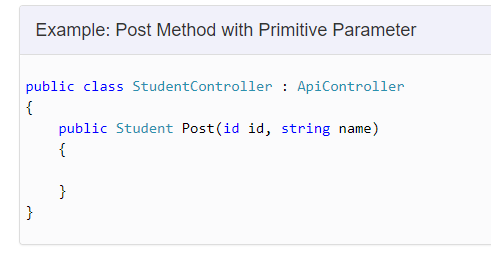 Example: Post Method with Primitive Parameter
public class StudentController : ApiController
{
    public Student Post(id id, string name)
    {
    }
}